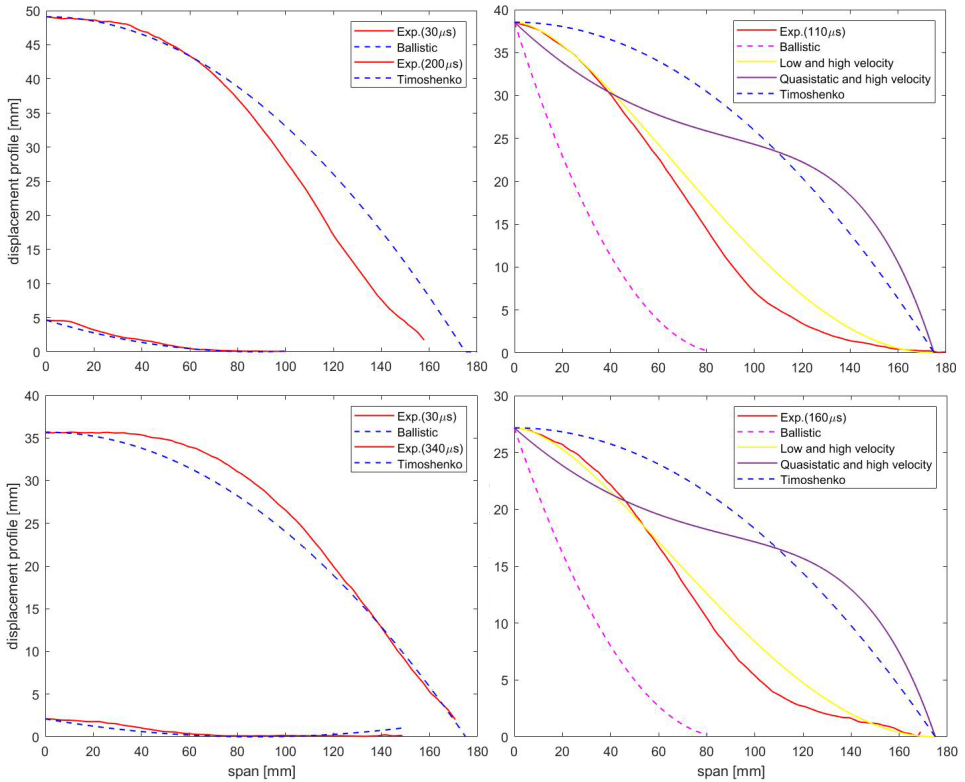 50
45
40
35
30
25
20
15
10
5
0
displacement profile [mm]
0 20 40 60 80 100 120 140 160 180
Exp.(30μs)
Ballistic
Exp.(200μs)
Timoshenko
40
35
30
25
20
15
10
5
0
0 20 40 60 80 100 120 140 160 180
Exp.(110μs)
Ballistic
Low and high velocity
Quasistatic and high velocity
Timoshenko
40
35
30
25
20
15
10
5
0
displacement profile [mm]
0 20 40 60 80 100 120 140 160 180
span [mm]
Exp.(30μs)
Ballistic
Exp.(340μs)
Timoshenko
30
25
20
15
10
5
0
0 20 40 60 80 100 120 140 160 180
span [mm]
Exp.(160μs)
Ballistic
Low and high velocity
Quasistatic and high velocity
Timoshenko